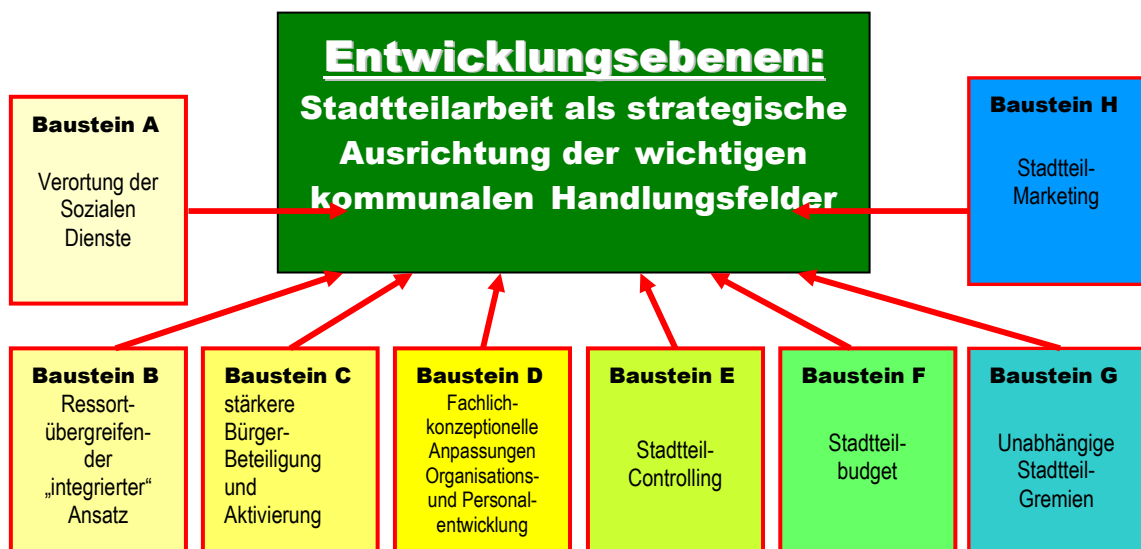 Entwicklungsebenen:
Stadtteilarbeit als strategische
Ausrichtung der wichtigen
kommunalen Handlungsfelder
Baustein A
Verortung der
Sozialen
Dienste
Baustein H
Stadtteil-
Marketing
Baustein B
Ressort-
übergreifen-
der
„integrierter“
Ansatz
Baustein C
stärkere
Bürger-
Beteiligung
und
Aktivierung
Baustein D
Fachlich-
konzeptionelle
Anpassungen
Organisations-
und Personal-
entwicklung
Baustein E
Stadtteil-
Controlling
Baustein F
Stadtteil-
budget
Baustein G
Unabhängige
Stadtteil-
Gremien